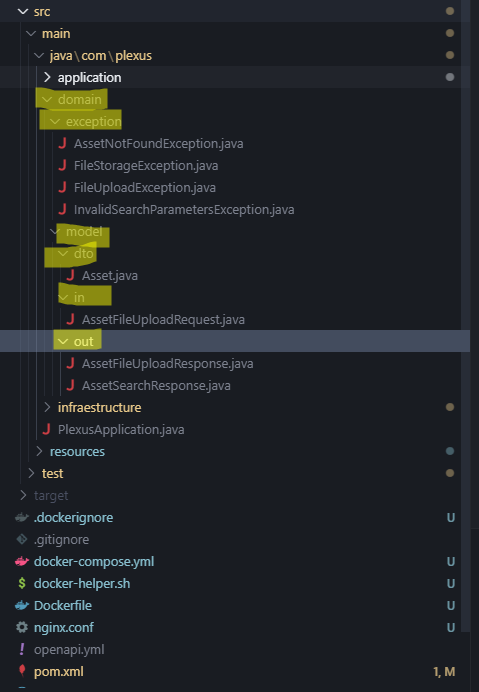 src
main
java\com\plexus
application
domain
exception
AssetNotFoundException.java
FileStorageException.java
FileUploadException.java
InvalidSearchParametersException.java
model
dto
Asset.java
in
AssetFileUploadRequest.java
out
AssetFileUploadResponse.java
AssetSearchResponse.java
infraestructure
PlexusApplication.java
resources
test
target
.dockerignore U
.gitignore
docker-compose.yml U
$ docker-helper.sh U
Dockerfile U
nginx.conf U
! openapi.yml
pom.xml 1, M